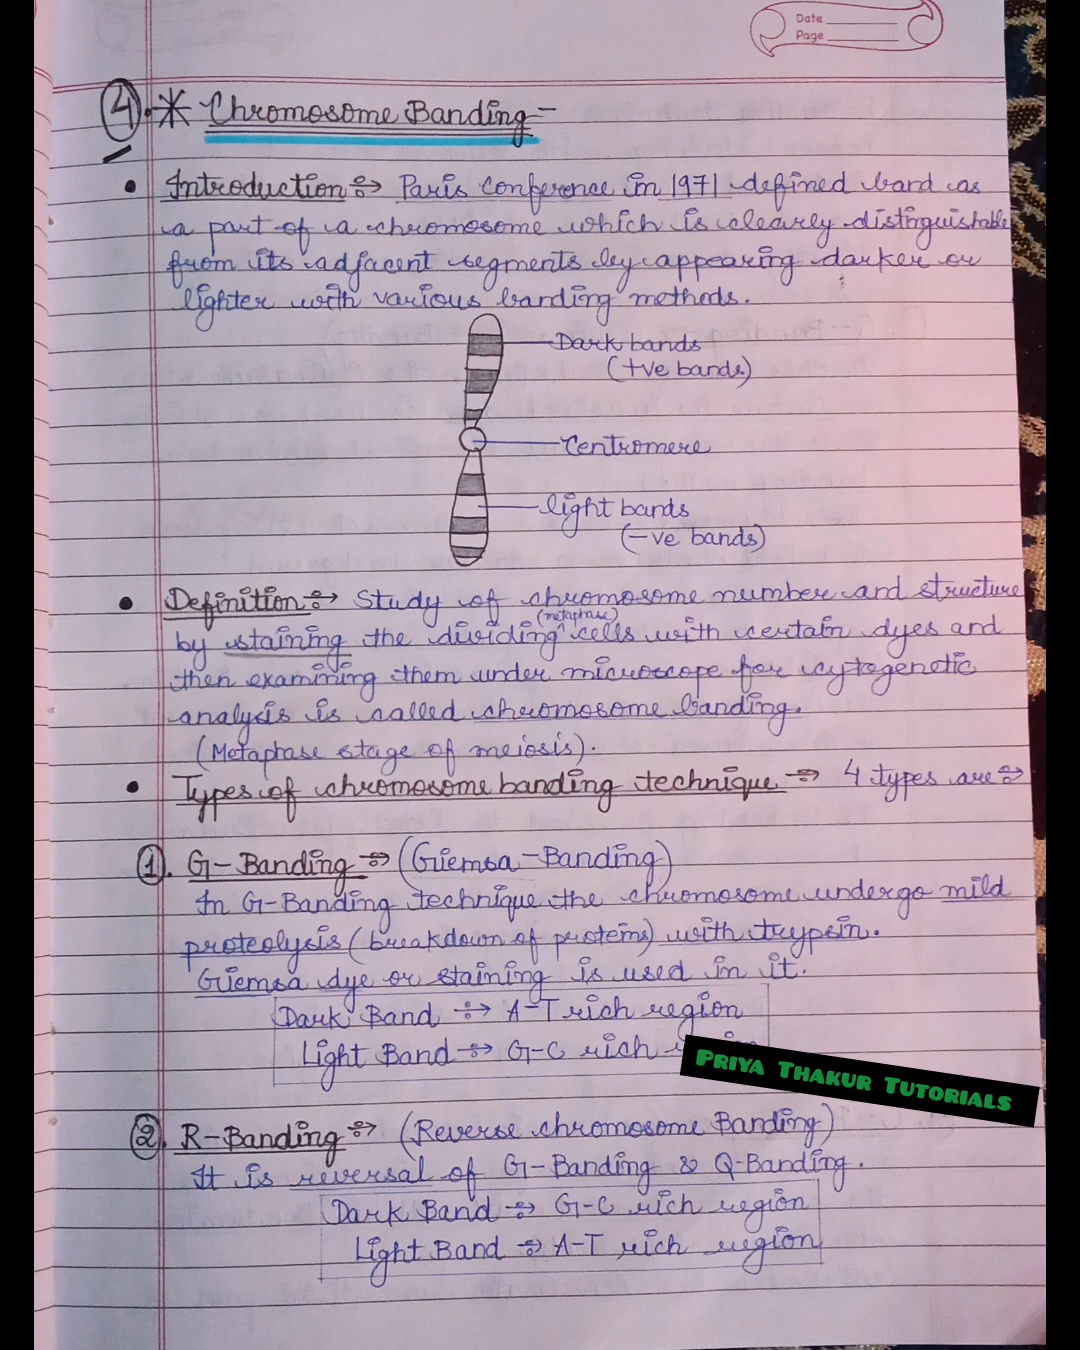 Date
Page
4. * Chromosome Banding -
• Introduction ÷> Paris conference in 1971 defined band as
a part of a chromosome which is clearly distinguishable
from its adjacent segments by appearing darker or
lighter with various banding methods.
Dark bands
(+ve bands)
Centromere
light bands
(-ve bands)
• Definition ÷> Study of chromosome number and structure
(metaphase)
by staining the dividing ^ cells with certain dyes and
then examining them under microscope for cytogenetic
analysis is called chromosome banding.
(Metaphase stage of meiosis).
• Types of chromosome banding technique ÷> 4 types are ÷>
1. G-Banding ÷> (Giemsa-Banding)
In G-Banding technique the chromosome undergo mild
proteolysis (breakdown of proteins) with trypsin.
Giemsa dye or staining is used in it.
Dark Band ÷> A-T rich region
Light Band ÷> G-C rich
PRIYA THAKUR TUTORIALS
2. R-Banding ÷> (Reverse chromosome Banding)
It is reversal of G-Banding & Q-Banding.
Dark Band ÷> G-C rich region
Light Band ÷> A-T rich region